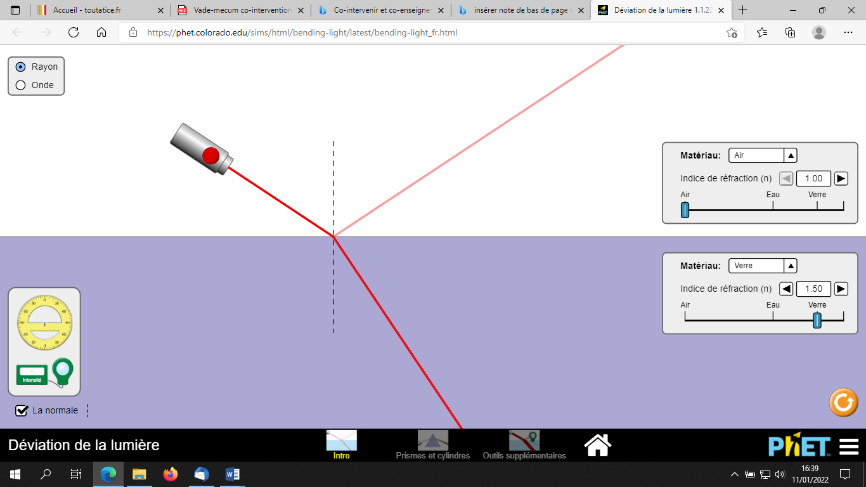 Accueil - toutatice.fr
Vade-mecum co-intervention
Co-intervenir et co-enseigner
insérer note de bas de page
Déviation de la lumière 1.1.22
https://phet.colorado.edu/sims/html/bending-light/latest/bending-light_fr.html
Rayon
Onde
Matériau: Air
Indice de réfraction (n) 1.00
Air Eau Verre
Matériau: Verre
Indice de réfraction (n) 1.50
Air Eau Verre
Intensité
La normale
Déviation de la lumière
Intro
Prismes et cylindres
Outils supplémentaires
PhET
16:39
11/01/2022